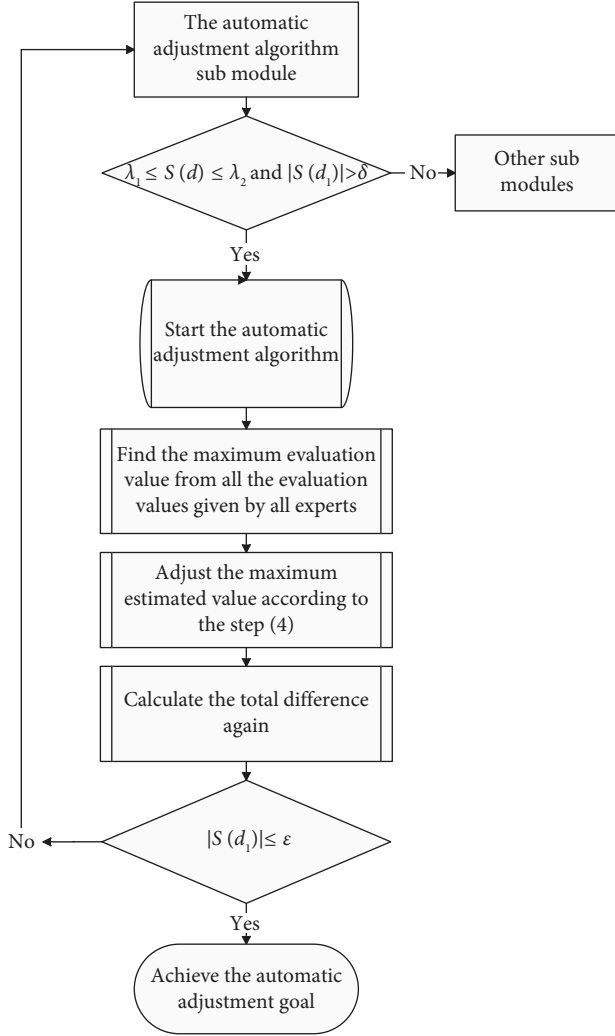 The automatic
adjustment algorithm
sub module
λ₁ ≤ S (d) ≤ λ₂ and |S (d₁)|>δ
No
Other sub
modules
Yes
Start the automatic
adjustment algorithm
Find the maximum evaluation
value from all the evaluation
values given by all experts
Adjust the maximum
estimated value according to
the step (4)
Calculate the total difference
again
|S (d₁)|≤ ε
No
Yes
Achieve the automatic
adjustment goal